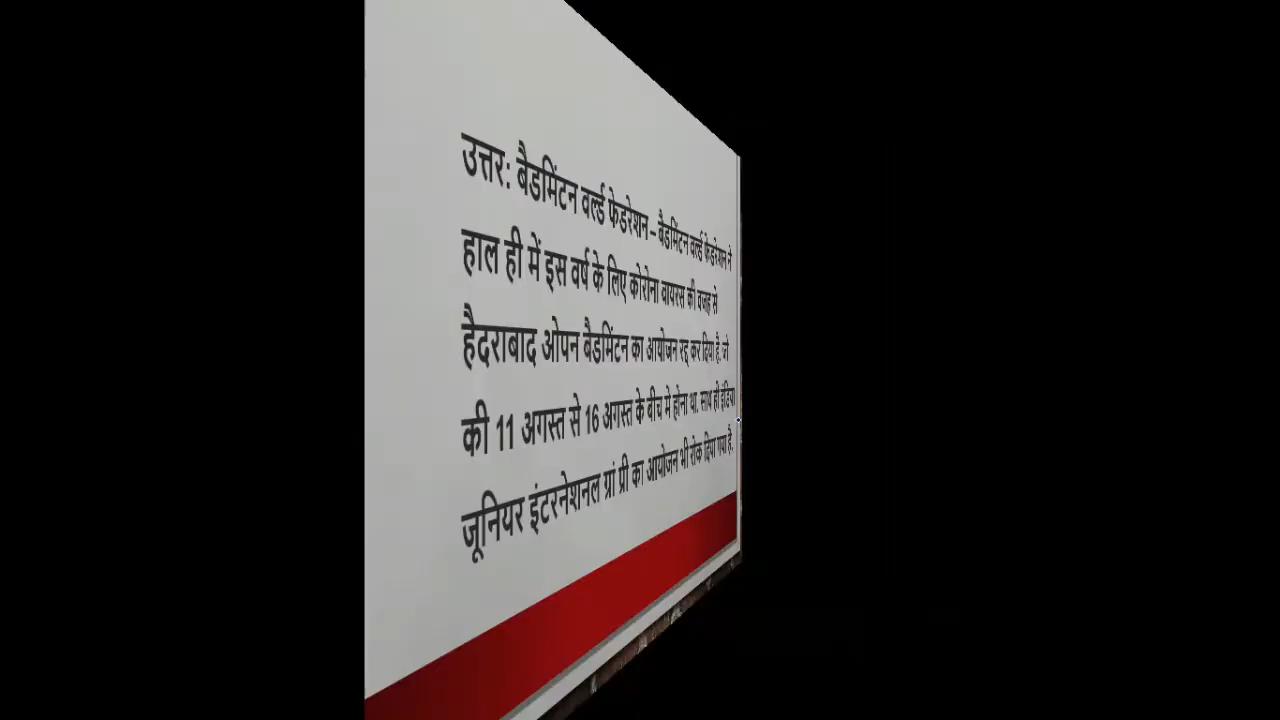 उत्तर: बैडमिंटन वर्ल्ड फेडरेशन – बैडमिंटन वर्ल्ड फेडरेशन ने
हाल ही में इस वर्ष के लिए कोरोना वायरस की वजह से
हैदराबाद ओपन बैडमिंटन का आयोजन रद्द कर दिया है. जो
की 11 अगस्त से 16 अगस्त के बीच में होना था. साथ ही इंडिया
जूनियर इंटरनेशनल ग्रां प्री का आयोजन भी रोक दिया गया है.